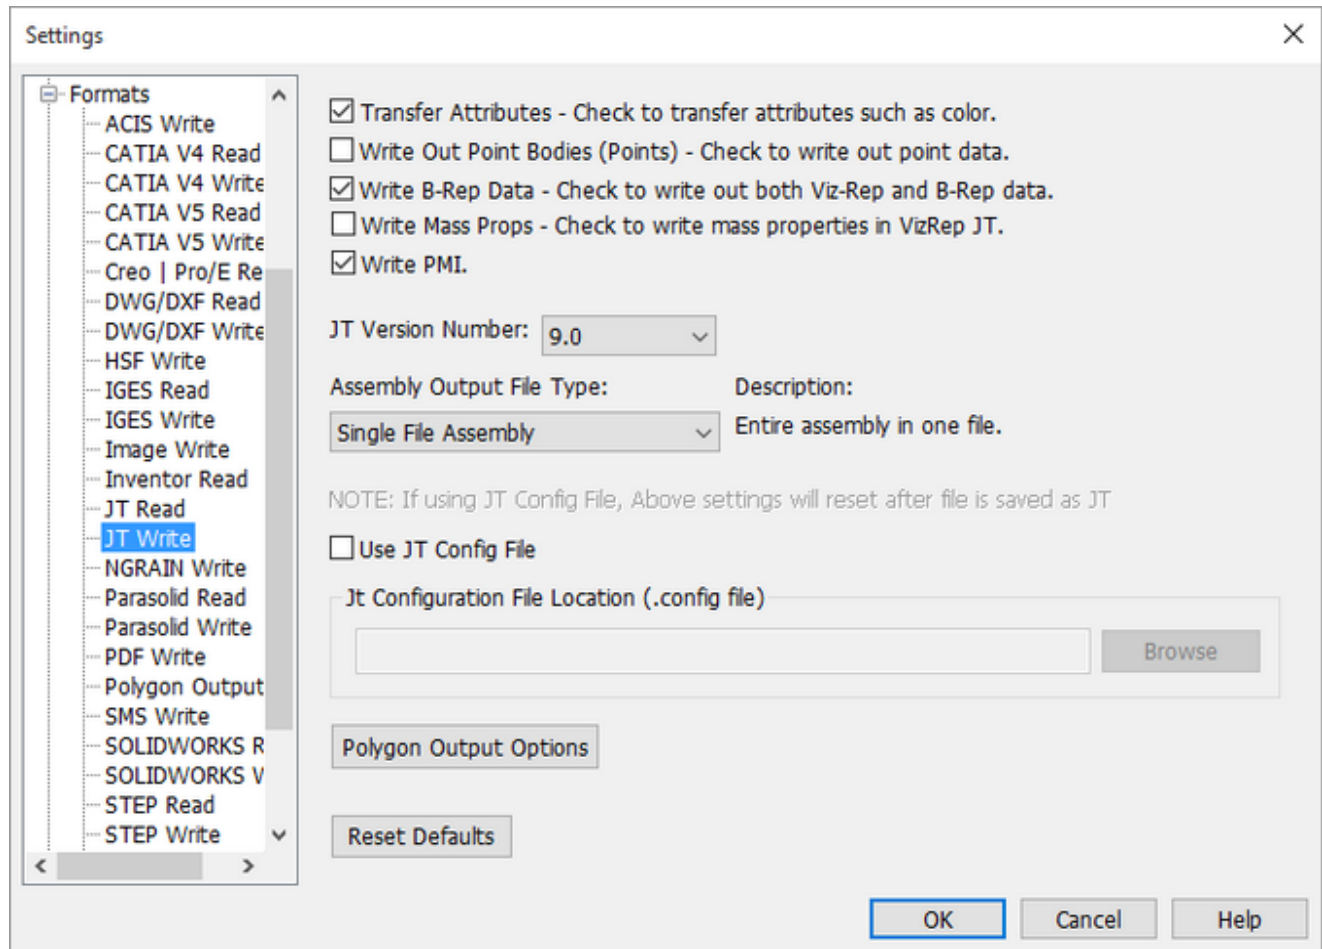 Settings
Formats
ACIS Write
CATIA V4 Read
CATIA V4 Write
CATIA V5 Read
CATIA V5 Write
Creo | Pro/E Re
DWG/DXF Read
DWG/DXF Write
HSF Write
IGES Read
IGES Write
Image Write
Inventor Read
JT Read
JT Write
NGRAIN Write
Parasolid Read
Parasolid Write
PDF Write
Polygon Output
SMS Write
SOLIDWORKS R
SOLIDWORKS W
STEP Read
STEP Write
Transfer Attributes - Check to transfer attributes such as color.
Write Out Point Bodies (Points) - Check to write out point data.
Write B-Rep Data - Check to write out both Viz-Rep and B-Rep data.
Write Mass Props - Check to write mass properties in VizRep JT.
Write PMI.
JT Version Number: 9.0
Assembly Output File Type: Description:
Single File Assembly Entire assembly in one file.
NOTE: If using JT Config File, Above settings will reset after file is saved as JT
Use JT Config File
Jt Configuration File Location (.config file)
Browse
Polygon Output Options
Reset Defaults
OK Cancel Help